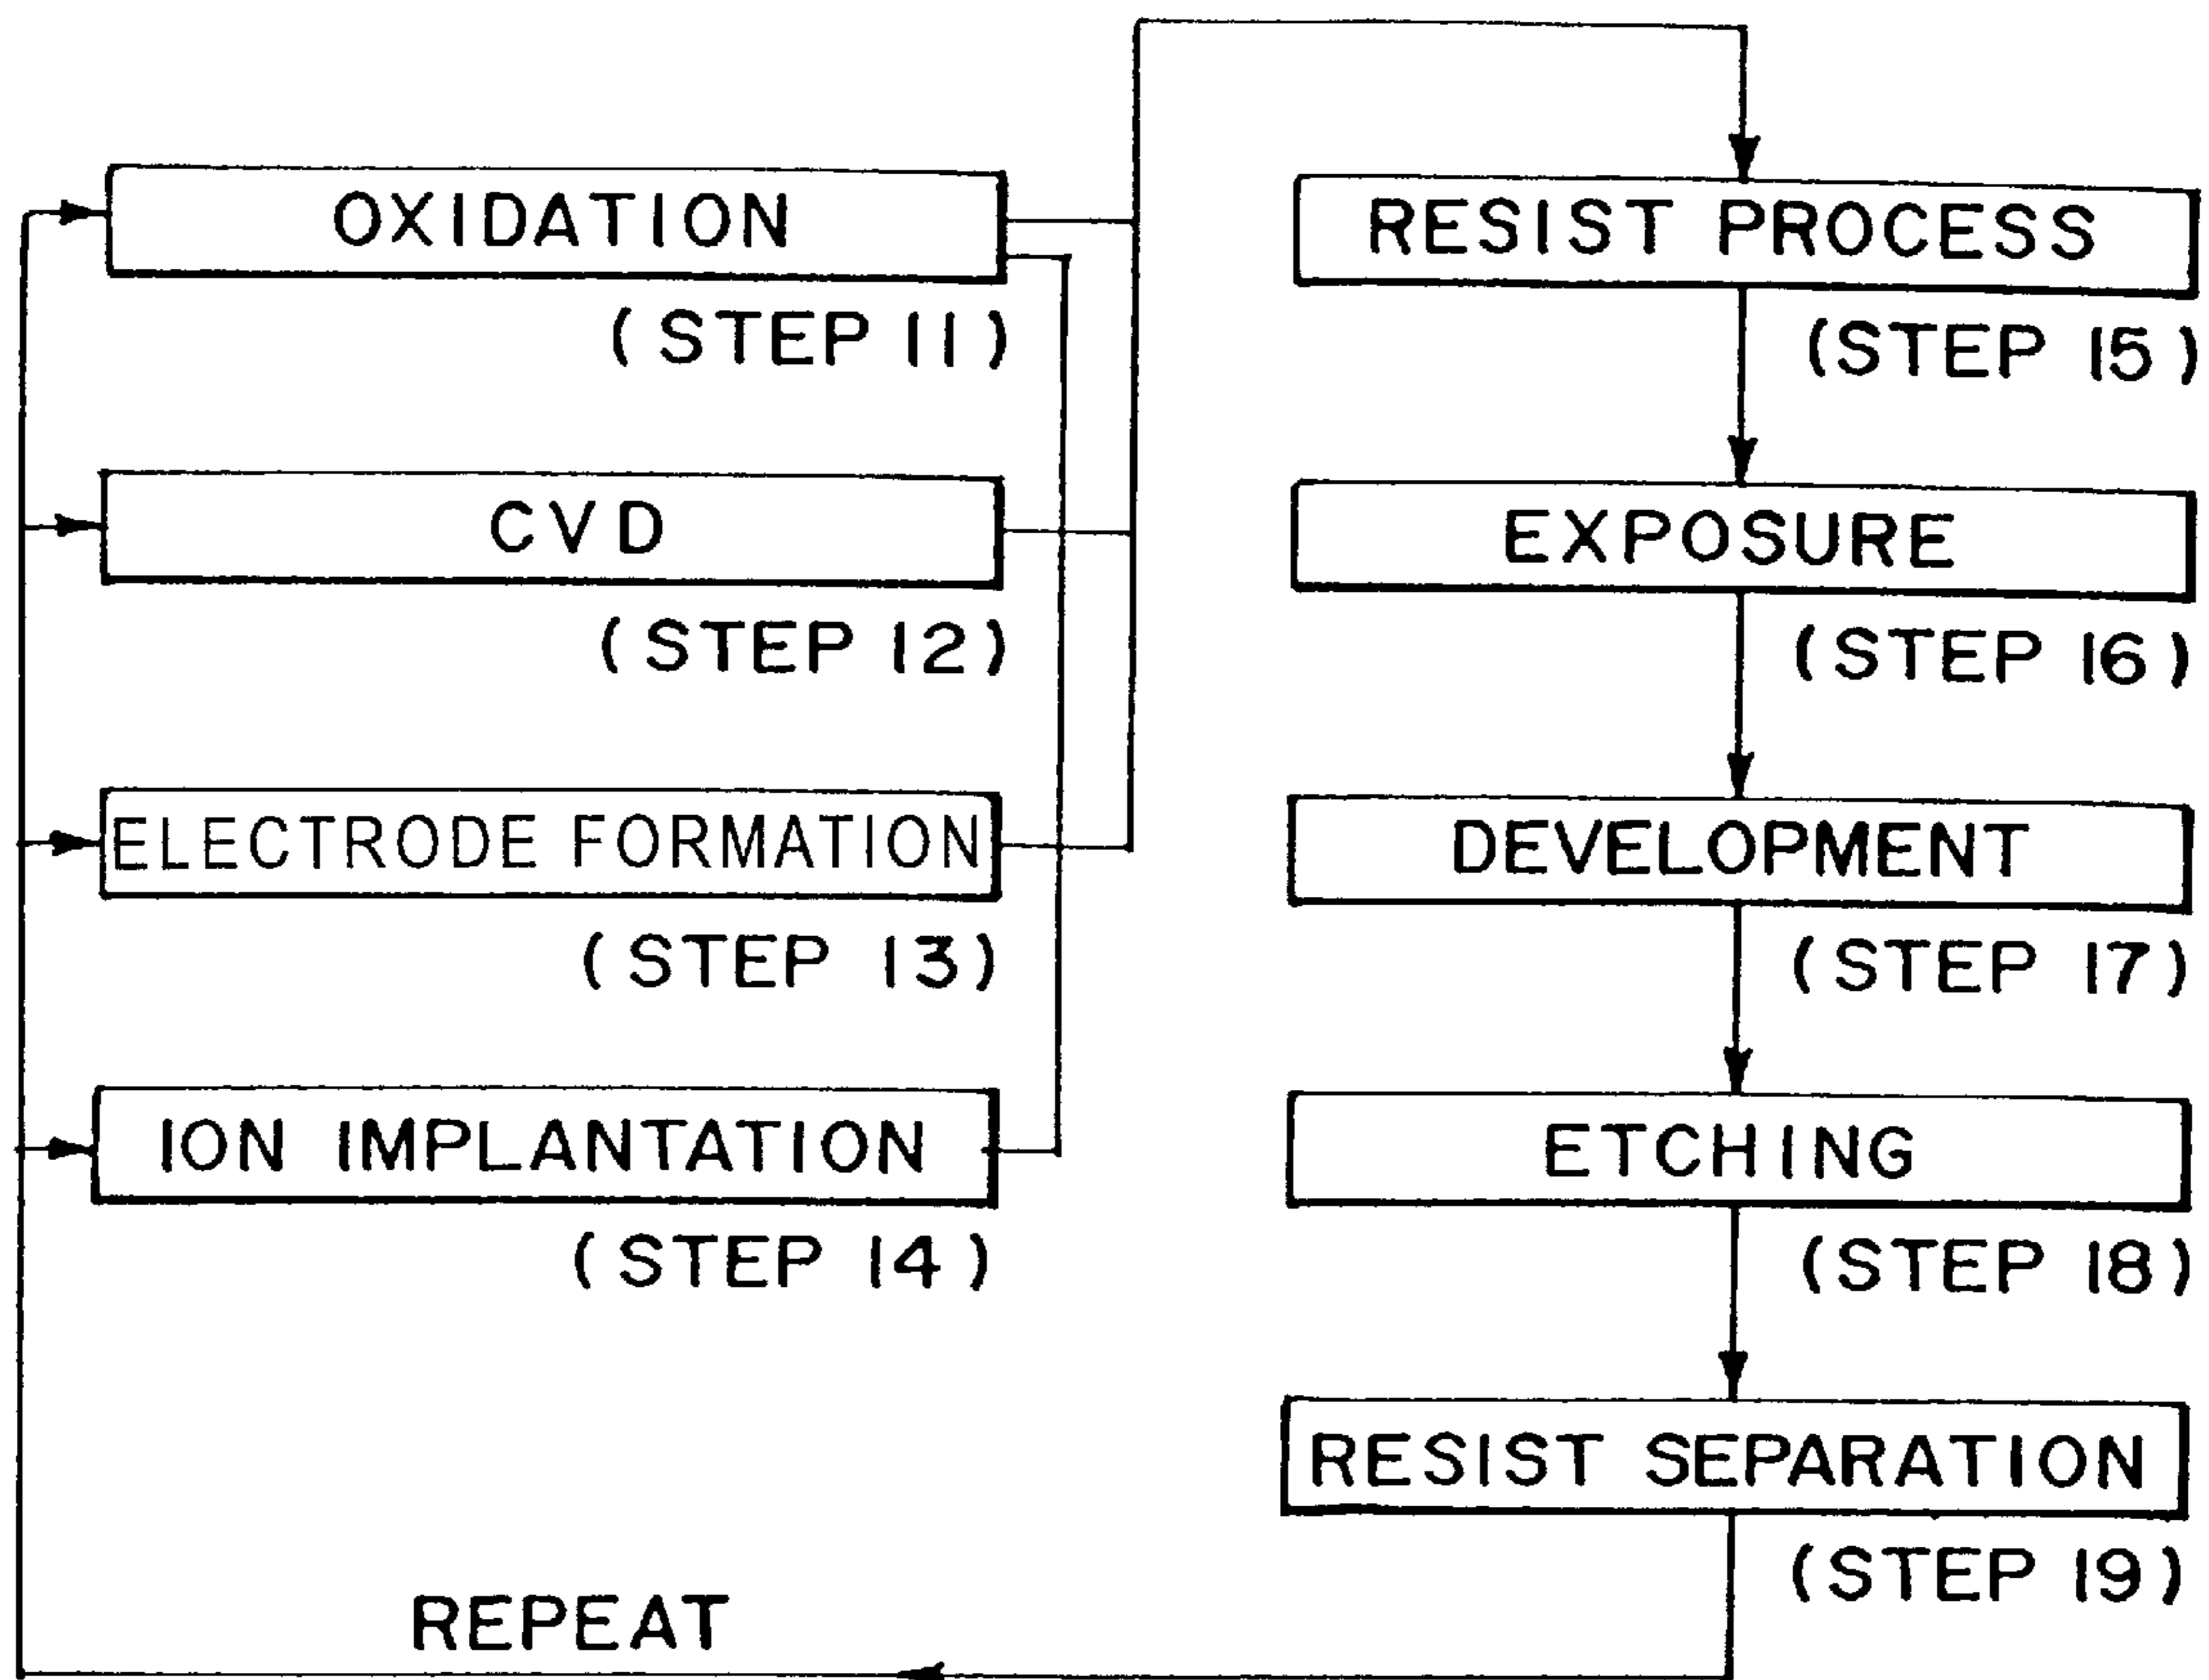 OXIDATION
(STEP 11)
CVD
(STEP 12)
ELECTRODE FORMATION
(STEP 13)
ION IMPLANTATION
(STEP 14)
RESIST PROCESS
(STEP 15)
EXPOSURE
(STEP 16)
DEVELOPMENT
(STEP 17)
ETCHING
(STEP 18)
RESIST SEPARATION
(STEP 19)
REPEAT